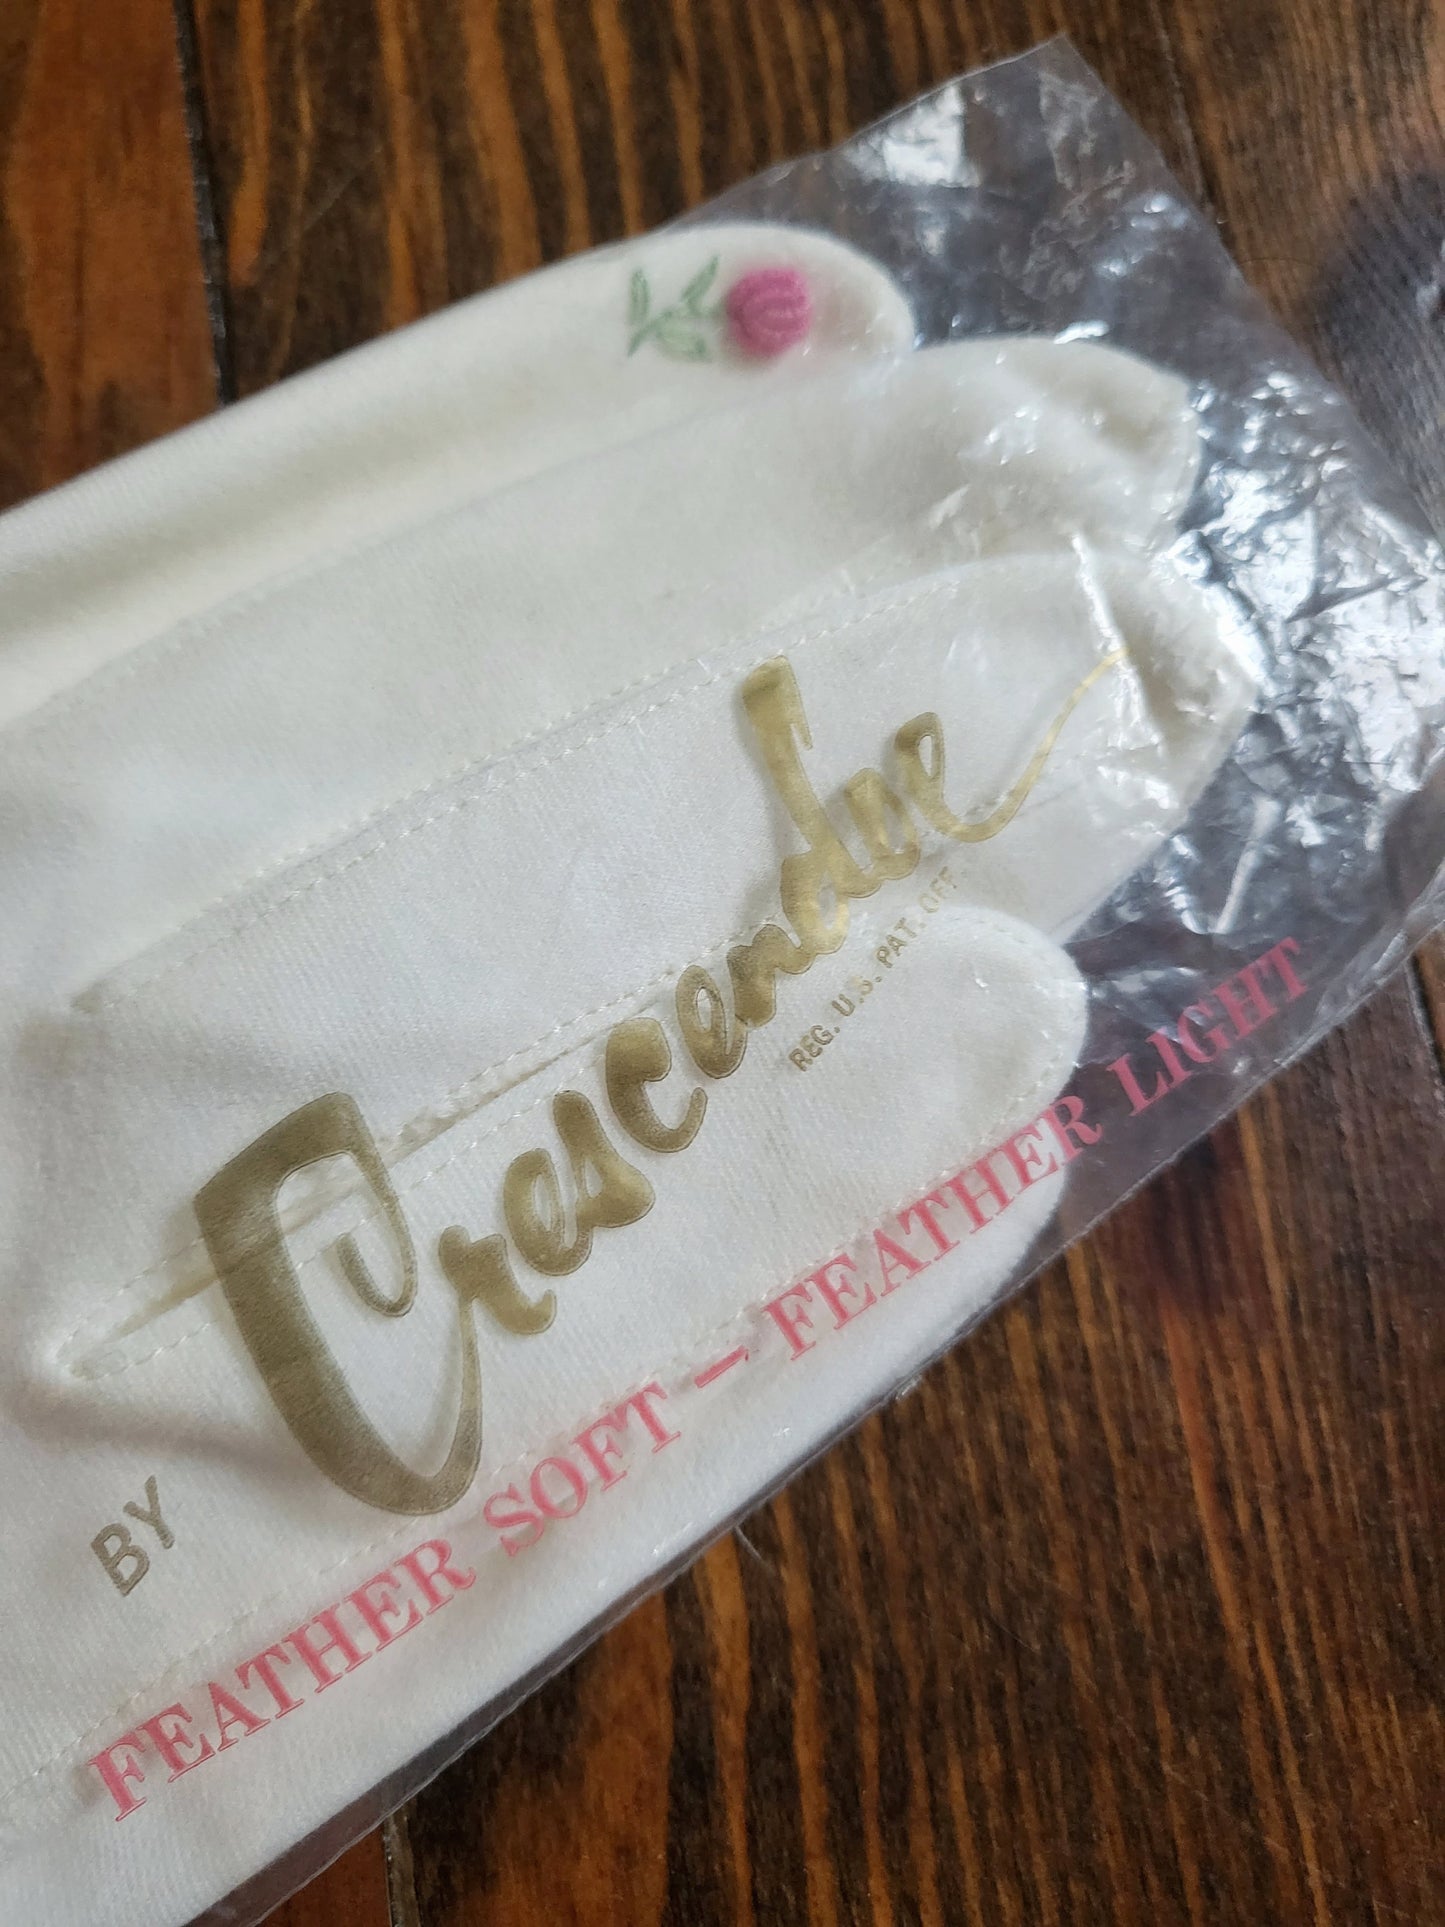 BY Crescendoe
REG. U.S. PAT. OFF
FEATHER SOFT — FEATHER LIGHT